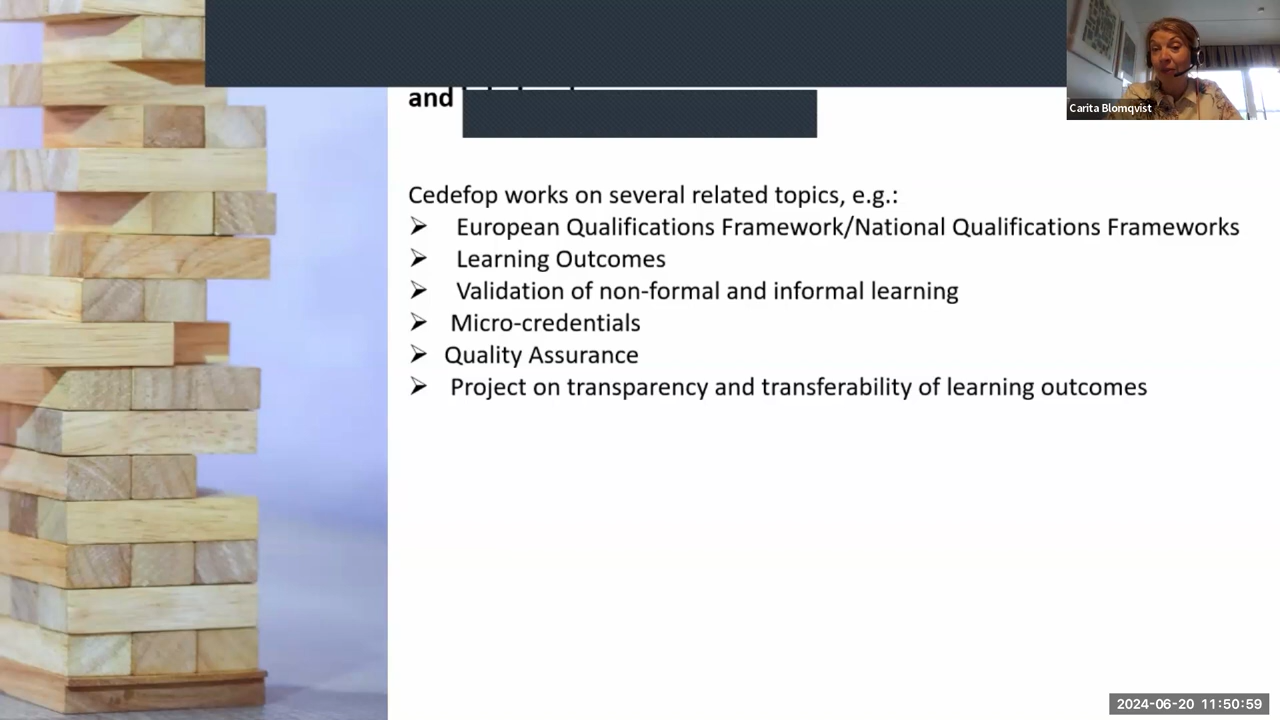 Carita Blomqvist
and
Cedefop works on several related topics, e.g.:
➢ European Qualifications Framework/National Qualifications Frameworks
➢ Learning Outcomes
➢ Validation of non-formal and informal learning
➢ Micro-credentials
➢ Quality Assurance
➢ Project on transparency and transferability of learning outcomes
2024-06-20 11:50:59